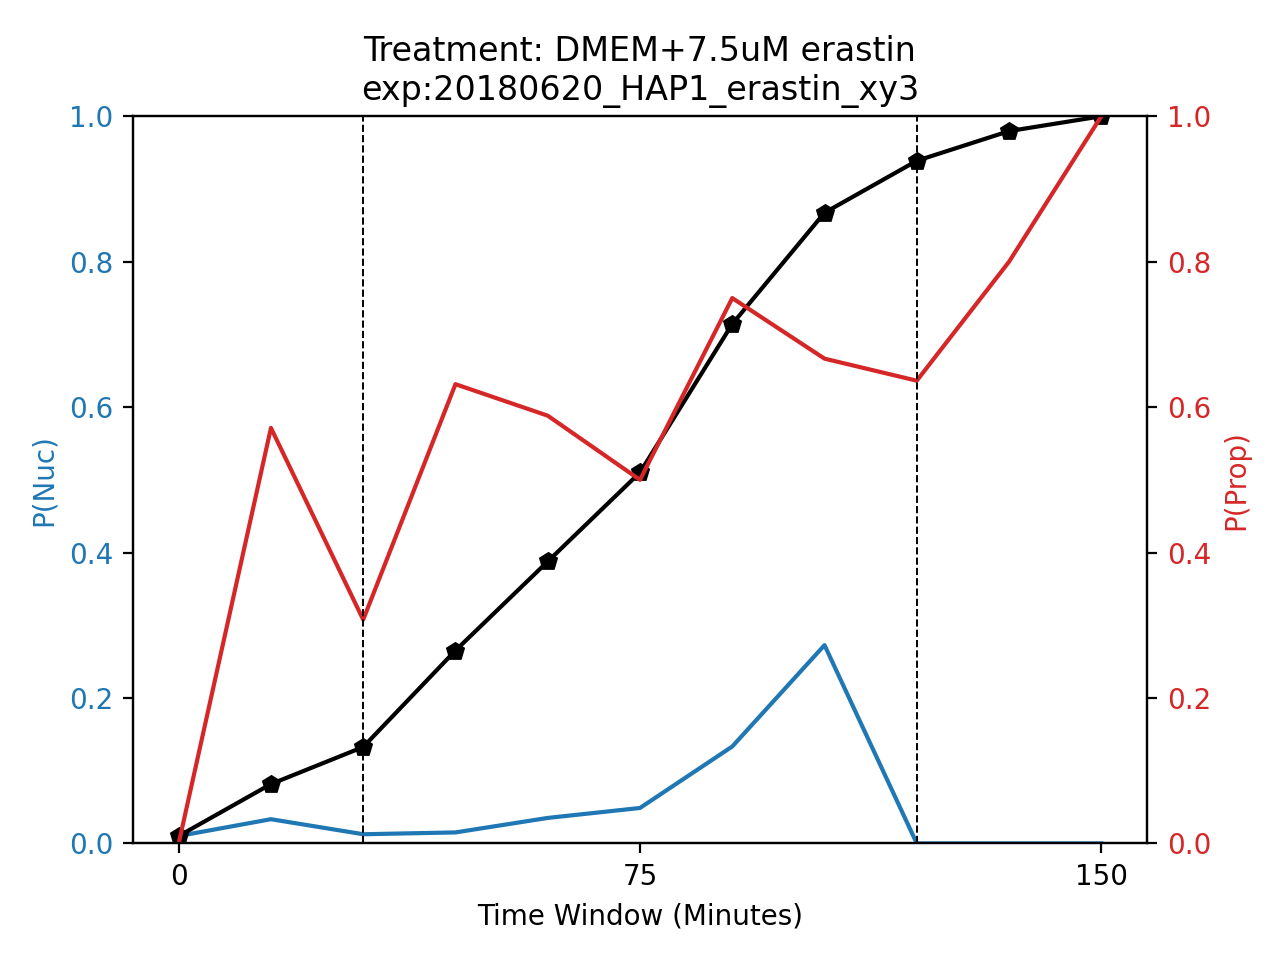 Treatment: DMEM+7.5uM erastin
exp:20180620_HAP1_erastin_xy3
1.0
0.8
0.6
0.4
0.2
0.0
P(Nuc)
1.0
0.8
0.6
0.4
0.2
0.0
P(Prop)
0 75 150
Time Window (Minutes)